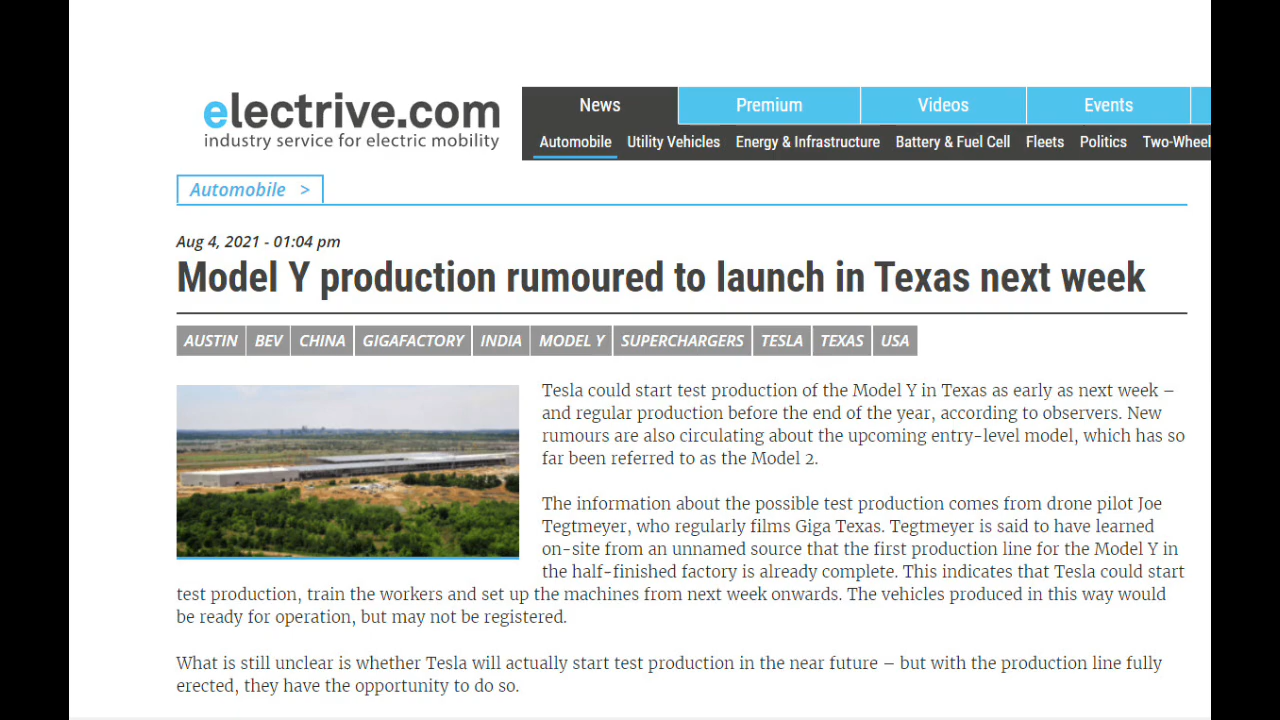 electrive.com
industry service for electric mobility
News Premium Videos Events
Automobile Utility Vehicles Energy & Infrastructure Battery & Fuel Cell Fleets Politics Two-Wheel
Automobile >
Aug 4, 2021 - 01:04 pm
Model Y production rumoured to launch in Texas next week
AUSTIN BEV CHINA GIGAFACTORY INDIA MODEL Y SUPERCHARGERS TESLA TEXAS USA
Tesla could start test production of the Model Y in Texas as early as next week –
and regular production before the end of the year, according to observers. New
rumours are also circulating about the upcoming entry-level model, which has so
far been referred to as the Model 2.
The information about the possible test production comes from drone pilot Joe
Tegtmeyer, who regularly films Giga Texas. Tegtmeyer is said to have learned
on-site from an unnamed source that the first production line for the Model Y in
the half-finished factory is already complete. This indicates that Tesla could start
test production, train the workers and set up the machines from next week onwards. The vehicles produced in this way would
be ready for operation, but may not be registered.
What is still unclear is whether Tesla will actually start test production in the near future – but with the production line fully
erected, they have the opportunity to do so.